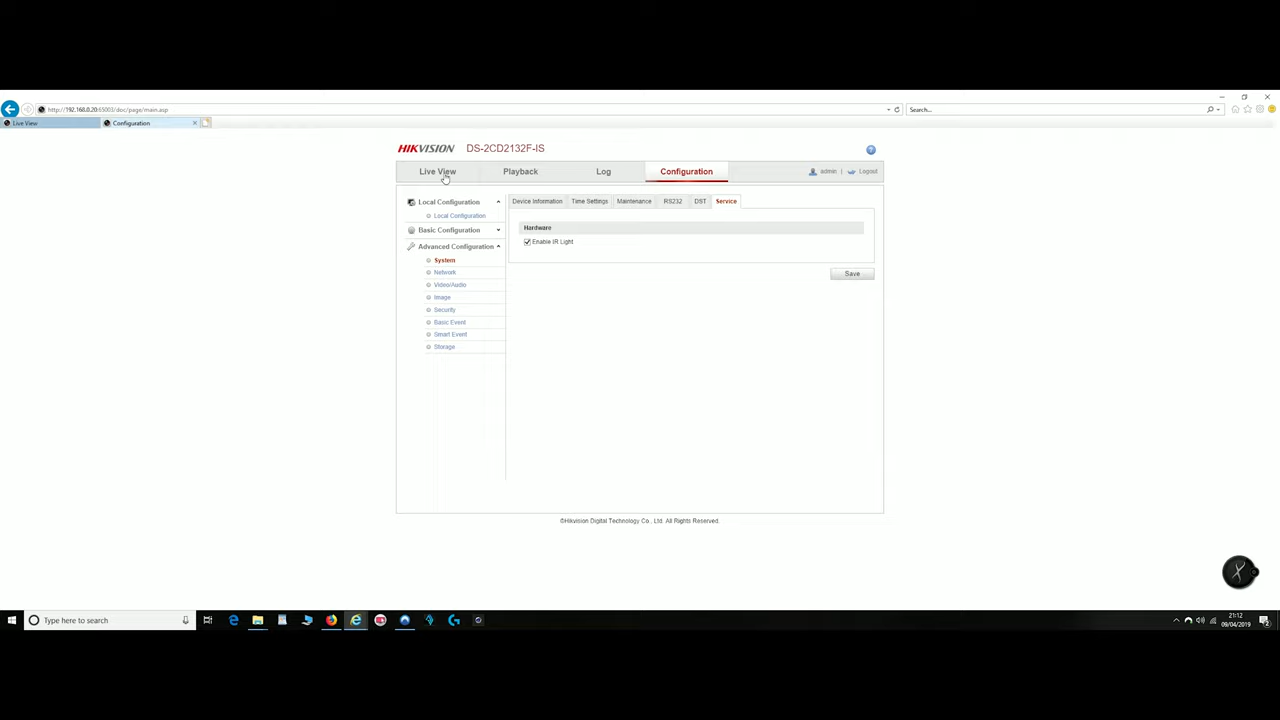 http://192.168.0.20:65003/doc/page/main.asp
Search...
Live View
Configuration
HIKVISION DS-2CD2132F-IS
Live View Playback Log Configuration admin Logout
Local Configuration
Local Configuration
Basic Configuration
Advanced Configuration
System
Network
Video/Audio
Image
Security
Basic Event
Smart Event
Storage
Device Information Time Settings Maintenance RS232 DST Service
Hardware
Enable IR Light
Save
©Hikvision Digital Technology Co., Ltd. All Rights Reserved.
Type here to search
21:12
09/04/2019